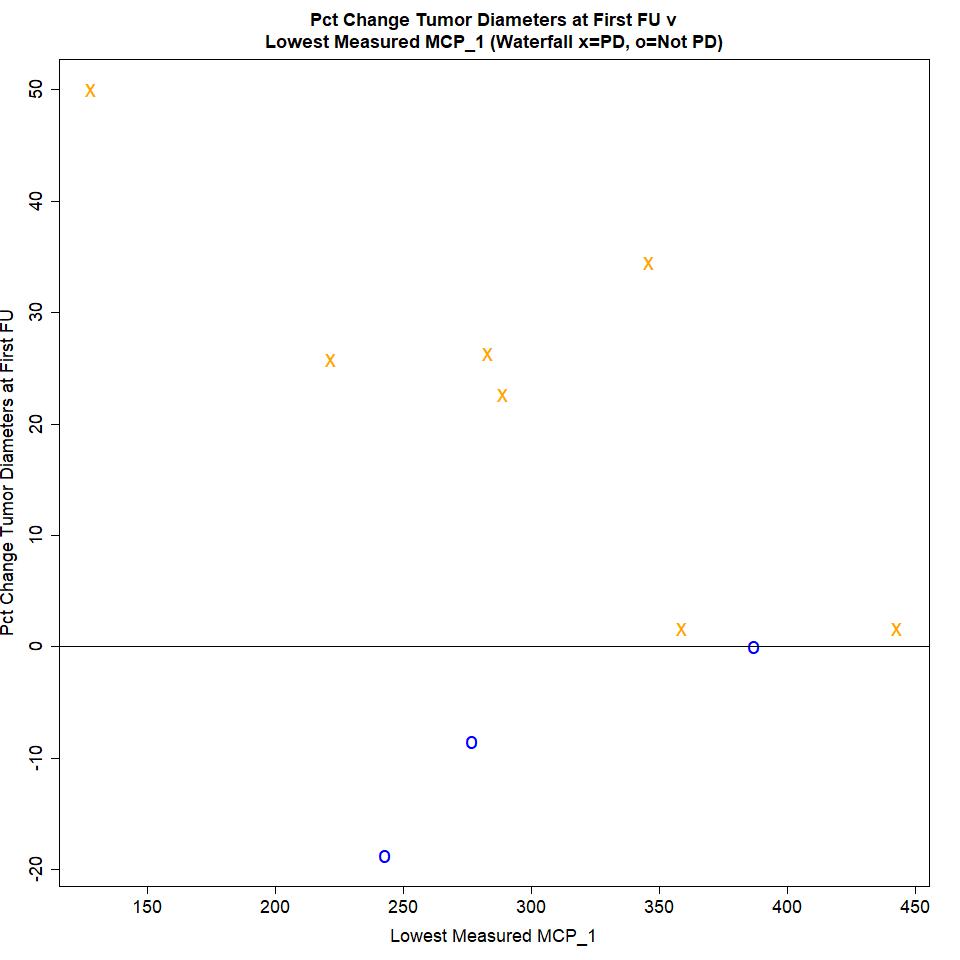 Pct Change Tumor Diameters at First FU v
Lowest Measured MCP_1 (Waterfall x=PD, o=Not PD)
Pct Change Tumor Diameters at First FU
50
40
30
20
10
0
-10
-20
X
X
X
X
X
X
X
O
O
O
150 200 250 300 350 400 450
Lowest Measured MCP_1